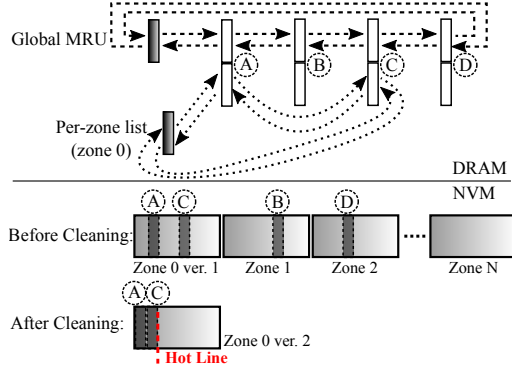 Global MRU
A
B
C
D
Per-zone list
(zone 0)
DRAM
NVM
A
C
B
D
Before Cleaning:
Zone 0 ver. 1
Zone 1
Zone 2
Zone N
A
C
After Cleaning:
Zone 0 ver. 2
Hot Line